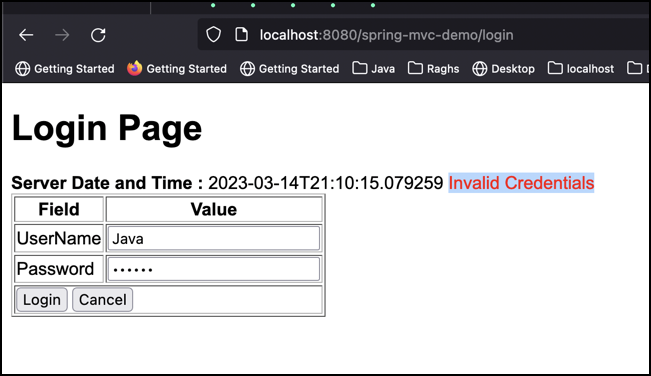 localhost:8080/spring-mvc-demo/login
Getting Started Getting Started Getting Started Java Raghs Desktop localhost
Login Page
Server Date and Time : 2023-03-14T21:10:15.079259 Invalid Credentials
Field Value
UserName Java
Password ••••••
Login Cancel